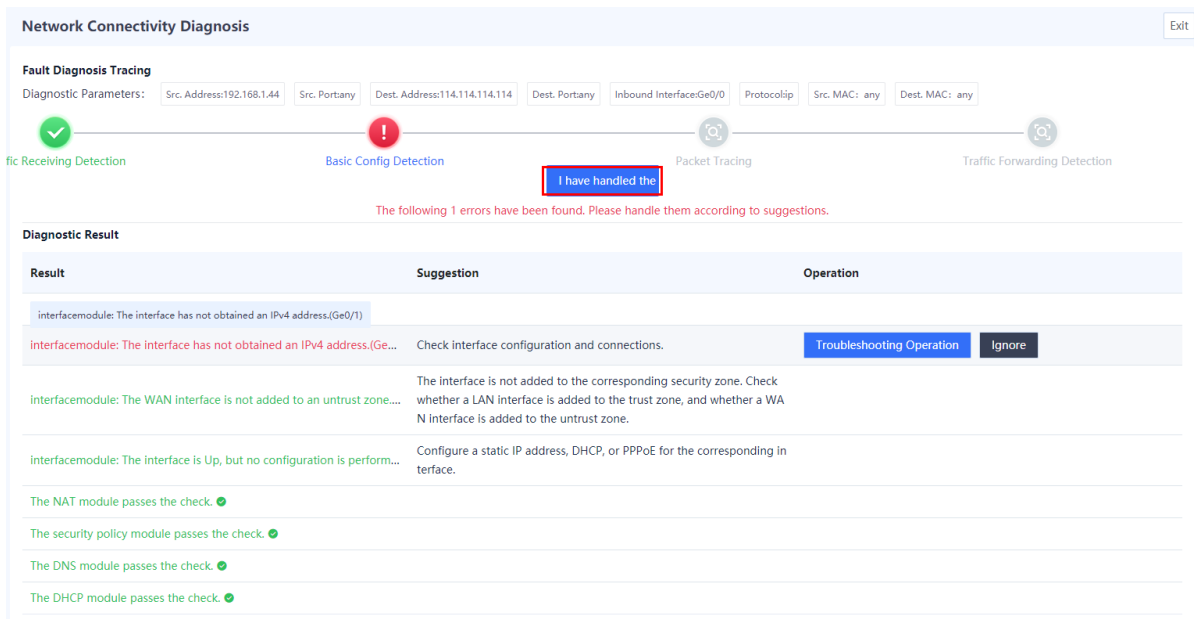 Network Connectivity Diagnosis
Exit
Fault Diagnosis Tracing
Diagnostic Parameters:
Src. Address:192.168.1.44
Src. Port:any
Dest. Address:114.114.114.114
Dest. Port:any
Inbound Interface:Ge0/0
Protocol:ip
Src. MAC: any
Dest. MAC: any
fic Receiving Detection
Basic Config Detection
Packet Tracing
Traffic Forwarding Detection
I have handled the
The following 1 errors have been found. Please handle them according to suggestions.
Diagnostic Result
Result
Suggestion
Operation
interfacemodule: The interface has not obtained an IPv4 address.(Ge0/1)
interfacemodule: The interface has not obtained an IPv4 address.(Ge...
Check interface configuration and connections.
Troubleshooting Operation
Ignore
interfacemodule: The WAN interface is not added to an untrust zone....
The interface is not added to the corresponding security zone. Check
whether a LAN interface is added to the trust zone, and whether a WA
N interface is added to the untrust zone.
interfacemodule: The interface is Up, but no configuration is perform...
Configure a static IP address, DHCP, or PPPoE for the corresponding in
terface.
The NAT module passes the check.
The security policy module passes the check.
The DNS module passes the check.
The DHCP module passes the check.